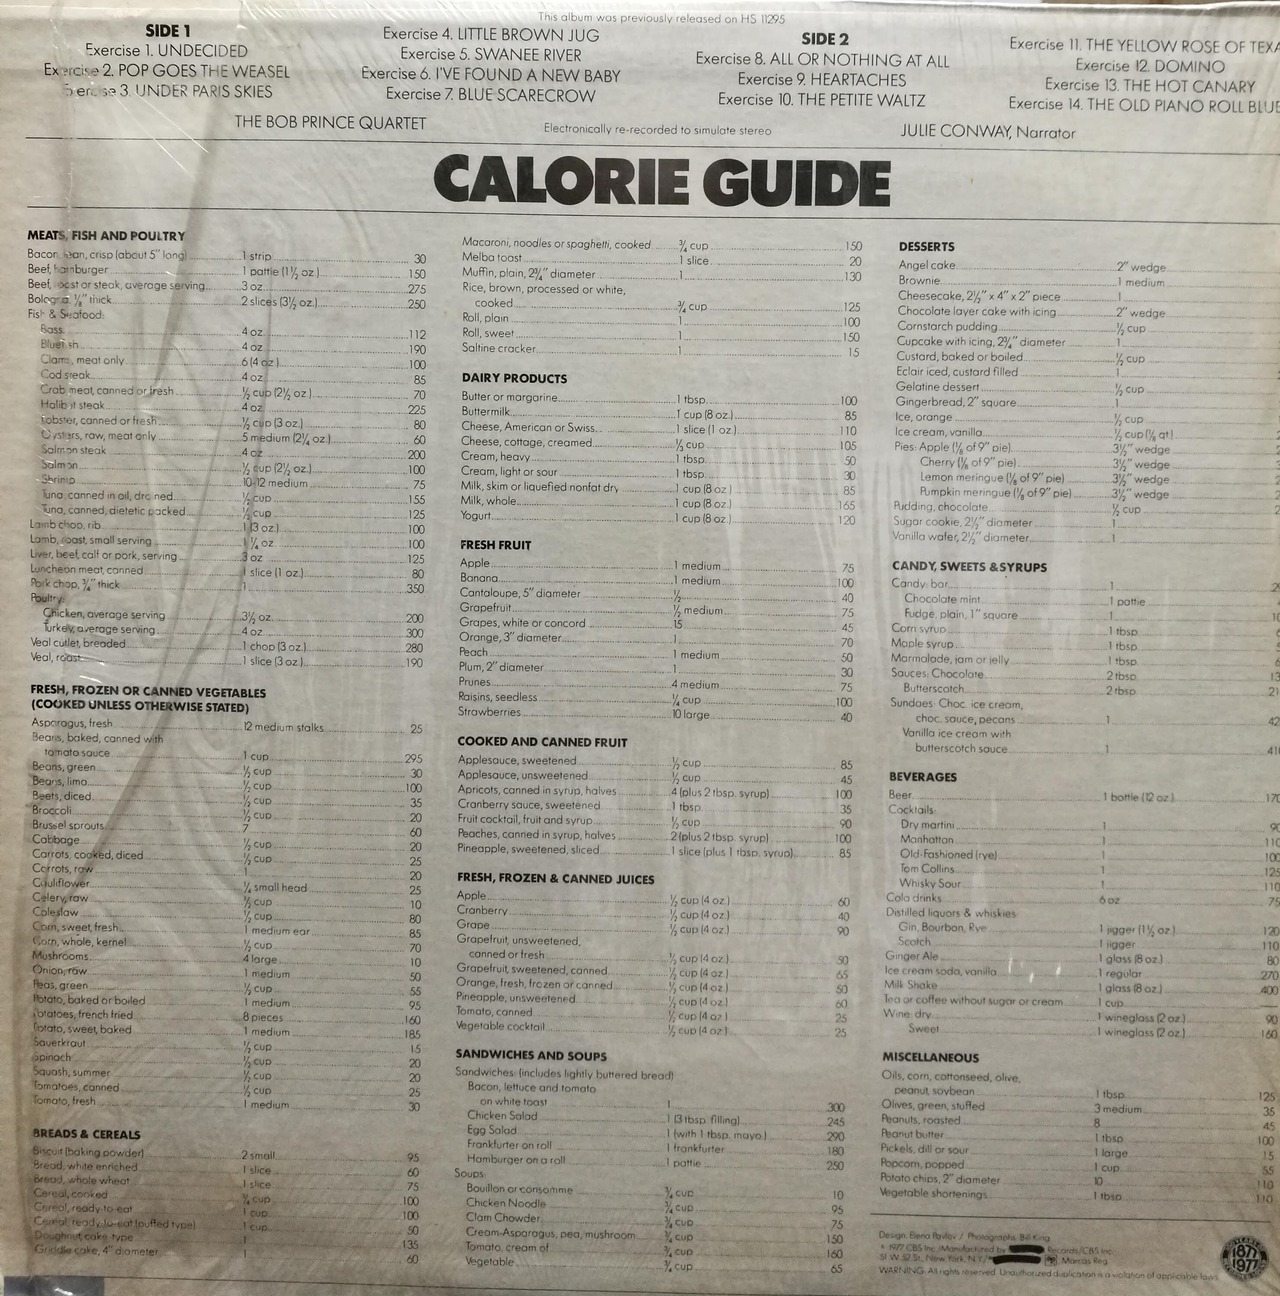 This album was previously released on HS 11295
SIDE 1
Exercise 1. UNDECIDED
Exercise 2. POP GOES THE WEASEL
Exercise 3. UNDER PARIS SKIES
Exercise 4. LITTLE BROWN JUG
Exercise 5. SWANEE RIVER
Exercise 6. I'VE FOUND A NEW BABY
Exercise 7. BLUE SCARECROW
SIDE 2
Exercise 8. ALL OR NOTHING AT ALL
Exercise 9. HEARTACHES
Exercise 10. THE PETITE WALTZ
Exercise 11. THE YELLOW ROSE OF TEXA
Exercise 12. DOMINO
Exercise 13. THE HOT CANARY
Exercise 14. THE OLD PIANO ROLL BLUE
THE BOB PRINCE QUARTET
Electronically re-recorded to simulate stereo
JULIE CONWAY, Narrator
CALORIE GUIDE
MEATS, FISH AND POULTRY
Bacon, lean, crisp (about 5" long) 1 strip 30
Beef, hamburger 1 pattie (1½ oz.) 150
Beef, roast or steak, average serving 3 oz. 275
Bologna ⅛" thick 2 slices (3½ oz.) 250
Fish & Seafood:
Bass 4 oz. 112
Bluefish 4 oz. 190
Clams, meat only 6 (4 oz.) 100
Cod steak 4 oz. 85
Crab meat, canned or fresh ½ cup (2½ oz.) 70
Halibut steak 4 oz. 225
Lobster, canned or fresh ½ cup (3 oz.) 80
Oysters, raw, meat only 5 medium (2¼ oz.) 60
Salmon steak 4 oz. 200
Salmon ½ cup (2½ oz.) 100
Shrimp 10-12 medium 75
Tuna, canned in oil, drained ½ cup 155
Tuna, canned, dietetic packed ½ cup 125
Lamb chop, rib 1 (3 oz.) 100
Lamb, roast, small serving 1¼ oz. 100
Liver, beef, calf or pork, serving 3 oz. 125
Luncheon meat, canned 1 slice (1 oz.) 80
Pork chop, ¾" thick 1 350
Poultry:
Chicken, average serving 3½ oz. 200
Turkey, average serving 4 oz. 300
Veal cutlet, breaded 1 chop (3 oz.) 280
Veal, roast 1 slice (3 oz.) 190
FRESH, FROZEN OR CANNED VEGETABLES
(COOKED UNLESS OTHERWISE STATED)
Asparagus, fresh 12 medium stalks 25
Beans, baked, canned with
tomato sauce 1 cup 295
Beans, green ½ cup 30
Beans, lima ½ cup 100
Beets, diced ½ cup 35
Broccoli ½ cup 20
Brussel sprouts 7 60
Cabbage ½ cup 20
Carrots, cooked, diced ½ cup 25
Carrots, raw 1 20
Cauliflower ¼ small head 25
Celery, raw ½ cup 10
Coleslaw ½ cup 80
Corn, sweet, fresh 1 medium ear 85
Corn, whole, kernel ½ cup 70
Mushrooms 4 large 10
Onion, raw 1 medium 50
Peas, green ½ cup 55
Potato, baked or boiled 1 medium 95
Potatoes, french fried 8 pieces 160
Potato, sweet, baked 1 medium 185
Sauerkraut ½ cup 15
Spinach ½ cup 20
Squash, summer ½ cup 20
Tomatoes, canned ½ cup 25
Tomato, fresh 1 medium 30
BREADS & CEREALS
Biscuit (baking powder) 2 small 95
Bread, white enriched 1 slice 60
Bread, whole wheat 1 slice 75
Cereal, cooked ¾ cup 100
Cereal, ready-to-eat 1 cup 100
Cereal, ready-to-eat (puffed type) 1 cup 50
Doughnut, cake type 1 135
Griddle cake, 4" diameter 1 60
Macaroni, noodles or spaghetti, cooked ¾ cup 150
Melba toast 1 slice 20
Muffin, plain, 2¾" diameter 1 130
Rice, brown, processed or white,
cooked ¾ cup 125
Roll, plain 1 100
Roll, sweet 1 150
Saltine cracker 1 15
DAIRY PRODUCTS
Butter or margarine 1 tbsp. 100
Buttermilk 1 cup (8 oz.) 85
Cheese, American or Swiss 1 slice (1 oz.) 110
Cheese, cottage, creamed ⅓ cup 105
Cream, heavy 1 tbsp. 50
Cream, light or sour 1 tbsp. 30
Milk, skim or liquefied nonfat dry 1 cup (8 oz.) 85
Milk, whole 1 cup (8 oz.) 165
Yogurt 1 cup (8 oz.) 120
FRESH FRUIT
Apple 1 medium 75
Banana 1 medium 100
Cantaloupe, 5" diameter ½ 40
Grapefruit ½ medium 75
Grapes, white or concord 15 45
Orange, 3" diameter 1 70
Peach 1 medium 50
Plum, 2" diameter 1 30
Prunes 4 medium 75
Raisins, seedless ¼ cup 100
Strawberries 10 large 40
COOKED AND CANNED FRUIT
Applesauce, sweetened ½ cup 85
Applesauce, unsweetened ½ cup 45
Apricots, canned in syrup, halves 4 (plus 2 tbsp. syrup) 100
Cranberry sauce, sweetened 1 tbsp. 35
Fruit cocktail, fruit and syrup ½ cup 90
Peaches, canned in syrup, halves 2 (plus 2 tbsp. syrup) 100
Pineapple, sweetened, sliced 1 slice (plus 1 tbsp. syrup) 85
FRESH, FROZEN & CANNED JUICES
Apple ½ cup (4 oz.) 60
Cranberry ½ cup (4 oz.) 40
Grape ½ cup (4 oz.) 90
Grapefruit, unsweetened,
canned or fresh ½ cup (4 oz.) 50
Grapefruit, sweetened, canned ½ cup (4 oz.) 65
Orange, fresh, frozen or canned ½ cup (4 oz.) 50
Pineapple, unsweetened ½ cup (4 oz.) 60
Tomato, canned ½ cup (4 oz.) 25
Vegetable cocktail ½ cup (4 oz.) 25
SANDWICHES AND SOUPS
Sandwiches: (includes lightly buttered bread)
Bacon, lettuce and tomato
on white toast 1 300
Chicken Salad 1 (3 tbsp. filling) 245
Egg Salad 1 (with 1 tbsp. mayo.) 290
Frankfurter on roll 1 frankfurter 180
Hamburger on a roll 1 pattie 250
Soups:
Bouillon or consomme ¾ cup 10
Chicken Noodle ¾ cup 95
Clam Chowder ¾ cup 75
Cream-Asparagus, pea, mushroom ¾ cup 150
Tomato, cream of ¾ cup 160
Vegetable ¾ cup 65
DESSERTS
Angel cake 2" wedge
Brownie 1 medium
Cheesecake, 2½" x 4" x 2" piece 1
Chocolate layer cake with icing 2" wedge
Cornstarch pudding ½ cup
Cupcake with icing, 2¾" diameter 1
Custard, baked or boiled ½ cup
Eclair iced, custard filled 1
Gelatine dessert ½ cup
Gingerbread, 2" square 1
Ice, orange ½ cup
Ice cream, vanilla ½ cup (⅛ qt.)
Pies: Apple (⅛ of 9" pie) 3½" wedge
Cherry (⅛ of 9" pie) 3½" wedge
Lemon meringue (⅛ of 9" pie) 3½" wedge
Pumpkin meringue (⅛ of 9" pie) 3½" wedge
Pudding, chocolate ½ cup
Sugar cookie, 2½" diameter 1
Vanilla wafer, 2½" diameter 1
CANDY, SWEETS & SYRUPS
Candy: bar 1
Chocolate mint 1 pattie
Fudge, plain, 1" square 1
Corn syrup 1 tbsp.
Maple syrup 1 tbsp.
Marmalade, jam or jelly 1 tbsp.
Sauces: Chocolate 2 tbsp. 13
Butterscotch 2 tbsp. 21
Sundaes: Choc. ice cream,
choc. sauce, pecans 1 42
Vanilla ice cream with
butterscotch sauce 1 41
BEVERAGES
Beer 1 bottle (12 oz.) 170
Cocktails:
Dry martini 1 90
Manhattan 1 110
Old-Fashioned (rye) 1 100
Tom Collins 1 125
Whisky Sour 1 110
Cola drinks 6 oz. 75
Distilled liquors & whiskies
Gin, Bourbon, Rye 1 jigger (1½ oz.) 120
Scotch 1 jigger 110
Ginger Ale 1 glass (8 oz.) 80
Ice cream soda, vanilla 1 regular 270
Milk Shake 1 glass (8 oz.) 400
Tea or coffee without sugar or cream 1 cup
Wine: dry 1 wineglass (2 oz.) 90
Sweet 1 wineglass (2 oz.) 160
MISCELLANEOUS
Oils, corn, cottonseed, olive,
peanut, soybean 1 tbsp. 125
Olives, green, stuffed 3 medium 35
Peanuts, roasted 8 45
Peanut butter 1 tbsp. 100
Pickels, dill or sour 1 large 15
Popcorn, popped 1 cup 55
Potato chips, 2" diameter 10 110
Vegetable shortenings 1 tbsp. 110
Design: Elena Pavlov / Photographs: Bill King
© 1977 CBS Inc./Manufactured by Records/CBS Inc.
51 W. 52 St., New York, N.Y./ Marcas Reg.
WARNING: All rights reserved. Unauthorized duplication is a violation of applicable laws.
1877
1977